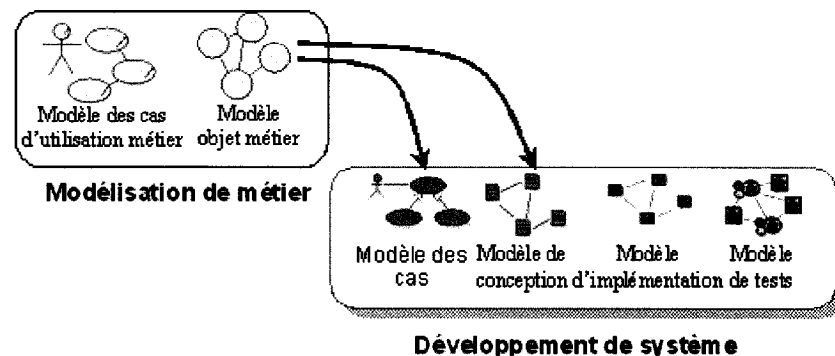 Modèle des cas
d'utilisation métier
Modèle
objet métier
Modélisation de métier
Modèle des
cas
Modèle de
conception
Modèle
d'implémentation
Modèle
de tests
Développement de système